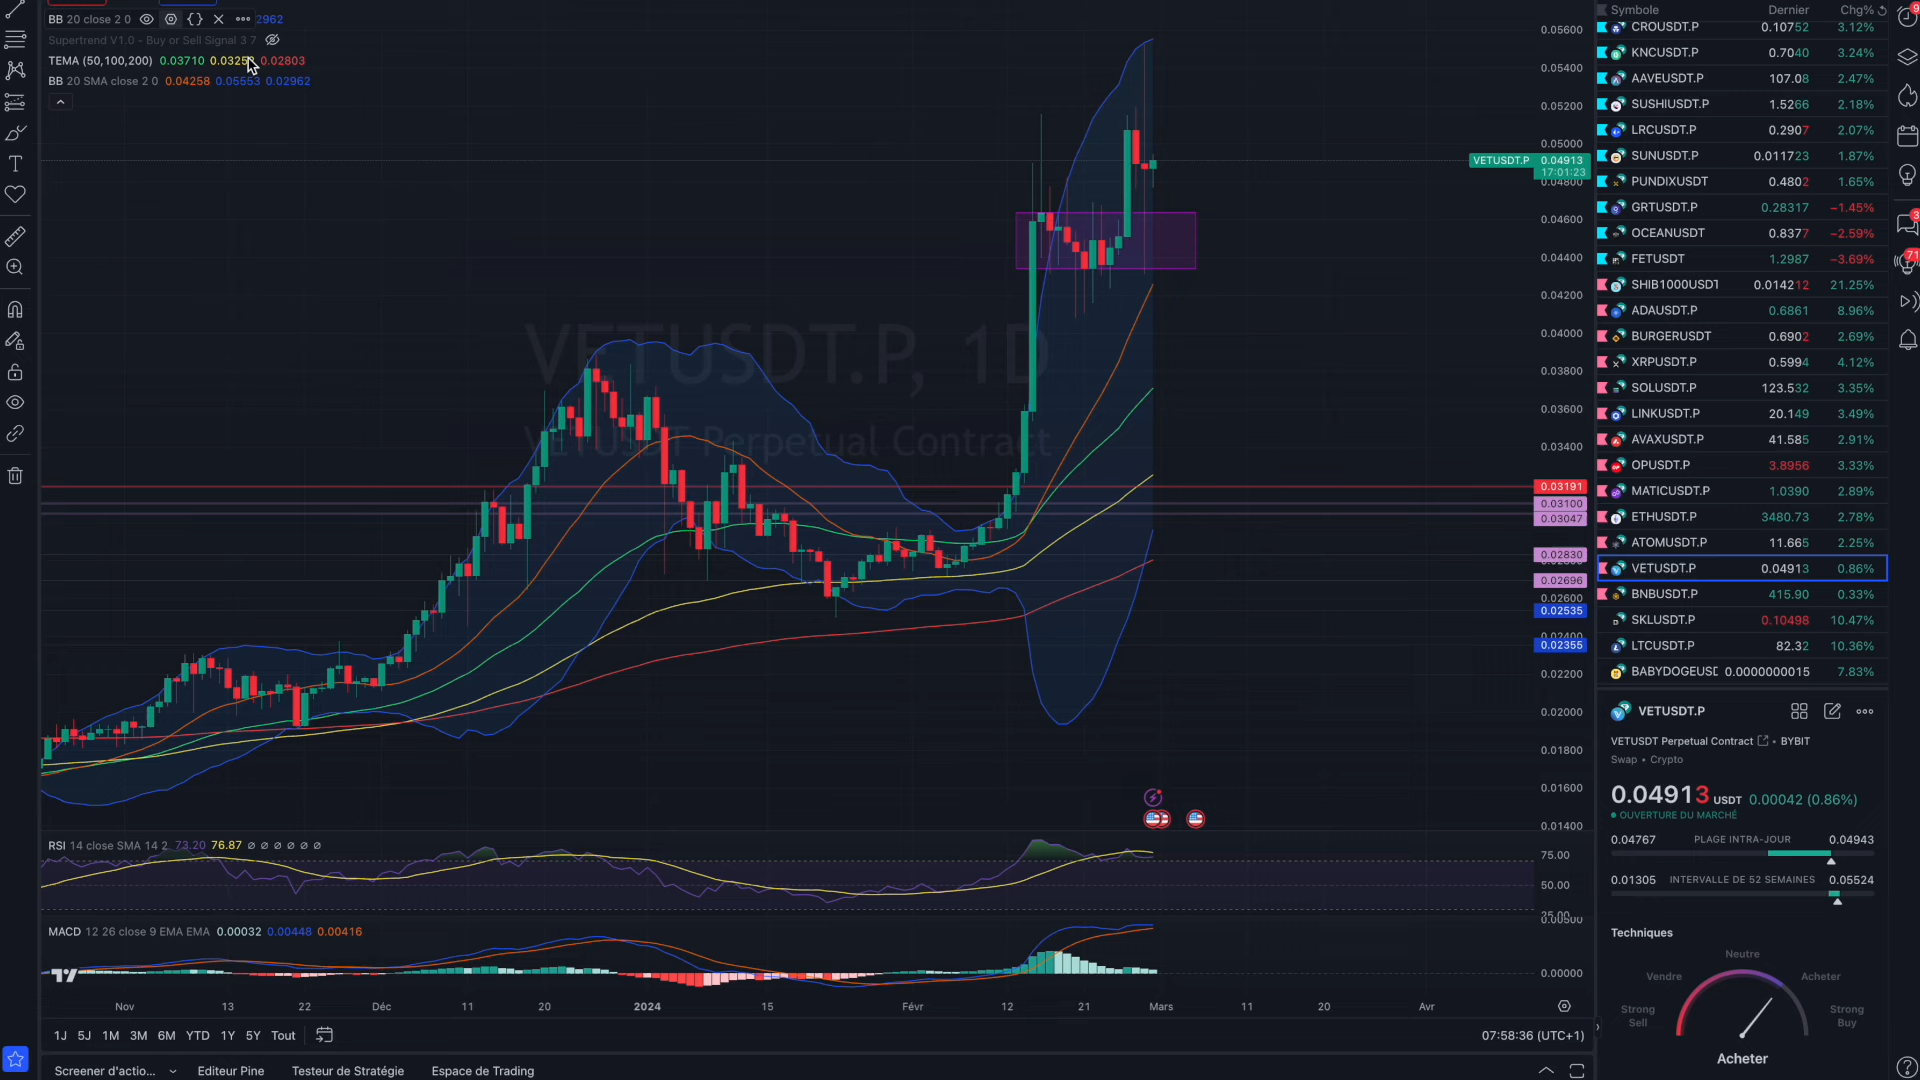 BB 20 close 2 0 2962
Supertrend V1.0 - Buy or Sell Signal 3 7
TEMA (50,100,200) 0.03710 0.0325 0.02803
BB 20 SMA close 2 0 0.04258 0.05553 0.02962
VETUSDT.P, 1D
VETUSDT Perpetual Contract
0.05600
0.05400
0.05200
0.05000
VETUSDT.P 0.04913
17:01:23
0.04800
0.04600
0.04400
0.04200
0.04000
0.03800
0.03600
0.03400
0.03191
0.03100
0.03047
0.02830
0.02696
0.02600
0.02535
0.02400
0.02355
0.02200
0.02000
0.01800
0.01600
0.01400
RSI 14 close SMA 14 2 73.20 76.87 ∅ ∅ ∅ ∅ ∅ ∅
75.00
50.00
25.00
MACD 12 26 close 9 EMA EMA 0.00032 0.00448 0.00416
0.00000
Nov 13 22 Déc 11 20 2024 15 Févr 12 21 Mars 11 20 Avr
1J 5J 1M 3M 6M YTD 1Y 5Y Tout
07:58:36 (UTC+1)
Screener d'actio... Editeur Pine Testeur de Stratégie Espace de Trading
Symbole Dernier Chg%
CROUSDT.P 0.10752 3.12%
KNCUSDT.P 0.7040 3.24%
AAVEUSDT.P 107.08 2.47%
SUSHIUSDT.P 1.5266 2.18%
LRCUSDT.P 0.2907 2.07%
SUNUSDT.P 0.011723 1.87%
PUNDIXUSDT 0.4802 1.65%
GRTUSDT.P 0.28317 −1.45%
OCEANUSDT 0.8377 −2.59%
FETUSDT 1.2987 −3.69%
SHIB1000USDT 0.014212 21.25%
ADAUSDT.P 0.6861 8.96%
BURGERUSDT 0.6902 2.69%
XRPUSDT.P 0.5994 4.12%
SOLUSDT.P 123.532 3.35%
LINKUSDT.P 20.149 3.49%
AVAXUSDT.P 41.585 2.91%
OPUSDT.P 3.8956 3.33%
MATICUSDT.P 1.0390 2.89%
ETHUSDT.P 3480.73 2.78%
ATOMUSDT.P 11.665 2.25%
VETUSDT.P 0.04913 0.86%
BNBUSDT.P 415.90 0.33%
SKLUSDT.P 0.10498 10.47%
LTCUSDT.P 82.32 10.36%
BABYDOGEUSD 0.0000000015 7.83%
VETUSDT.P
VETUSDT Perpetual Contract • BYBIT
Swap • Crypto
0.04913 USDT 0.00042 (0.86%)
OUVERTURE DU MARCHÉ
0.04767 PLAGE INTRA-JOUR 0.04943
0.01305 INTERVALLE DE 52 SEMAINES 0.05524
Techniques
Neutre
Vendre Acheter
Strong Sell
Strong Buy
Acheter
9
3
71